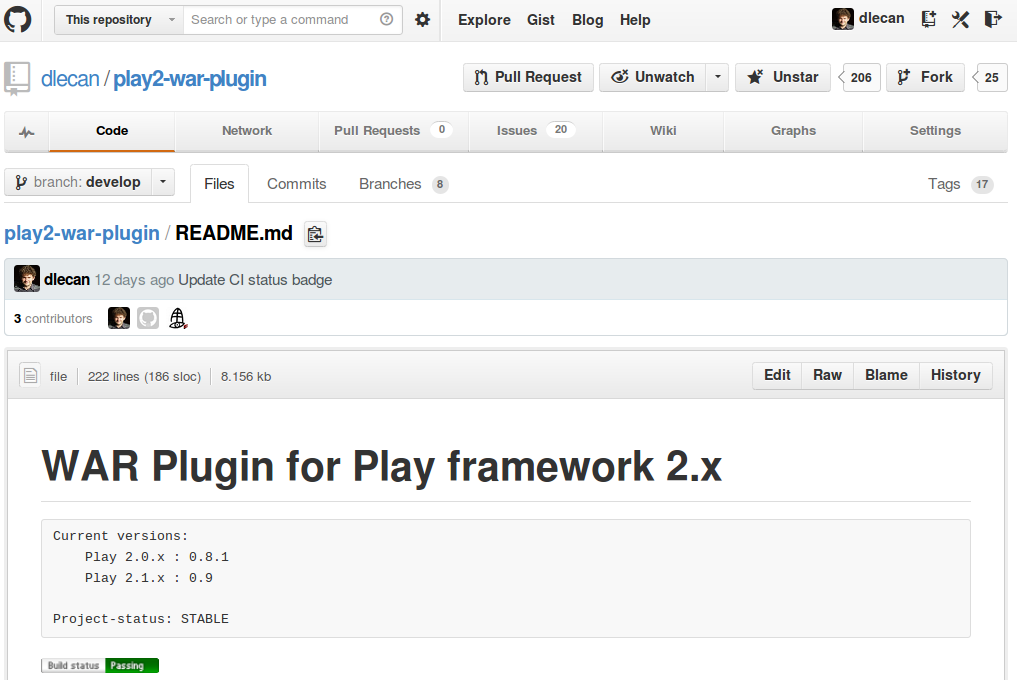 This repository Search or type a command Explore Gist Blog Help dlecan
dlecan / play2-war-plugin Pull Request Unwatch Unstar 206 Fork 25
Code Network Pull Requests 0 Issues 20 Wiki Graphs Settings
branch: develop Files Commits Branches 8 Tags 17
play2-war-plugin / README.md
dlecan 12 days ago Update CI status badge
3 contributors
file 222 lines (186 sloc) 8.156 kb Edit Raw Blame History
WAR Plugin for Play framework 2.x
Current versions:
Play 2.0.x : 0.8.1
Play 2.1.x : 0.9
Project-status: STABLE
Build status Passing